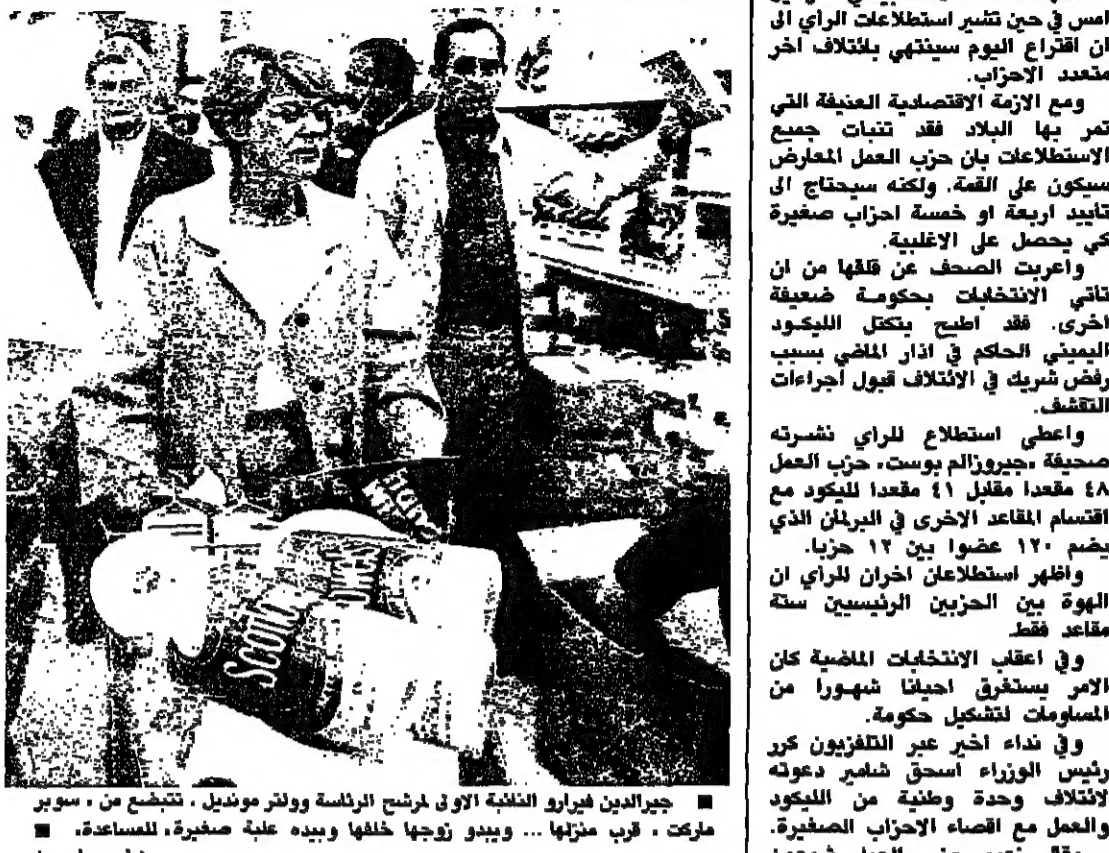 امس في حين تشير استطلاعات الرأي الى
ان اقتراع اليوم سينتهي بائتلاف اخر
متعدد الاحزاب.
ومع الازمة الاقتصادية العنيفة التي
تمر بها البلاد فقد تنبات جميع
الاستطلاعات بان حزب العمل المعارض
سيكون على القمة، ولكنه سيحتاج الى
تأييد اربعة او خمسة احزاب صغيرة
كي يحصل على الاغلبية.
واعربت الصحف عن قلقها من ان
تأتي الانتخابات بحكومة ضعيفة
اخرى. فقد اطيح بتكتل الليكود
اليميني الحاكم في اذار الماضي بسبب
رفض شريك في الائتلاف قبول اجراءات
التقشف.
واعطى استطلاع للراي نشرته
صحيفة «جيروزالم بوست» حزب العمل
٤٨ مقعدا مقابل ٤١ مقعدا لليكود مع
اقتسام المقاعد الاخرى في البرلمان الذي
يضم ١٢٠ عضوا بين ١٢ حزبا.
واظهر استطلاعان اخران للرأي ان
الهوة بين الحزبين الرئيسيين ستة
مقاعد فقط.
وفي اعقاب الانتخابات الماضية كان
الامر يستغرق احيانا شهورا من
المساومات لتشكيل حكومة.
وفي نداء اخير عبر التلفزيون كرر
رئيس الوزراء اسحق شامير دعوته
لائتلاف وحدة وطنية من الليكود
والعمل مع اقصاء الاحزاب الصغيرة.
SCOTT
جيرالدين فيرارو النائبة الاولى لمرشح الرئاسة وولتر مونديل ، تتبضع من ، سوبر
ماركت ، قرب منزلها ... ويبدو زوجها خلفها وبيده علبة صغيرة، للمساعدة،